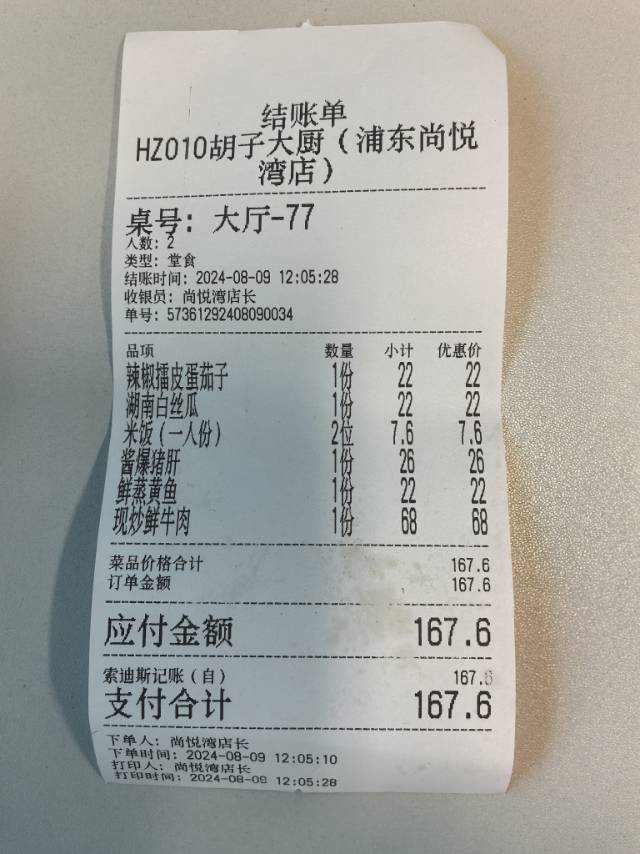 结账单
HZ010胡子大厨（浦东尚悦
湾店）
桌号: 大厅-77
人数: 2
类型: 堂食
结账时间: 2024-08-09 12:05:28
收银员: 尚悦湾店长
单号: 57361292408090034
品项 数量 小计 优惠价
辣椒擂皮蛋茄子 1份 22 22
湖南白丝瓜 1份 22 22
米饭(一人份) 2位 7.6 7.6
酱爆猪肝 1份 26 26
鲜蒸黄鱼 1份 22 22
现炒鲜牛肉 1份 68 68
菜品价格合计 167.6
订单金额 167.6
应付金额 167.6
索迪斯记账(自) 167.6
支付合计 167.6
下单人: 尚悦湾店长
下单时间: 2024-08-09 12:05:10
打印人: 尚悦湾店长
打印时间: 2024-08-09 12:05:28